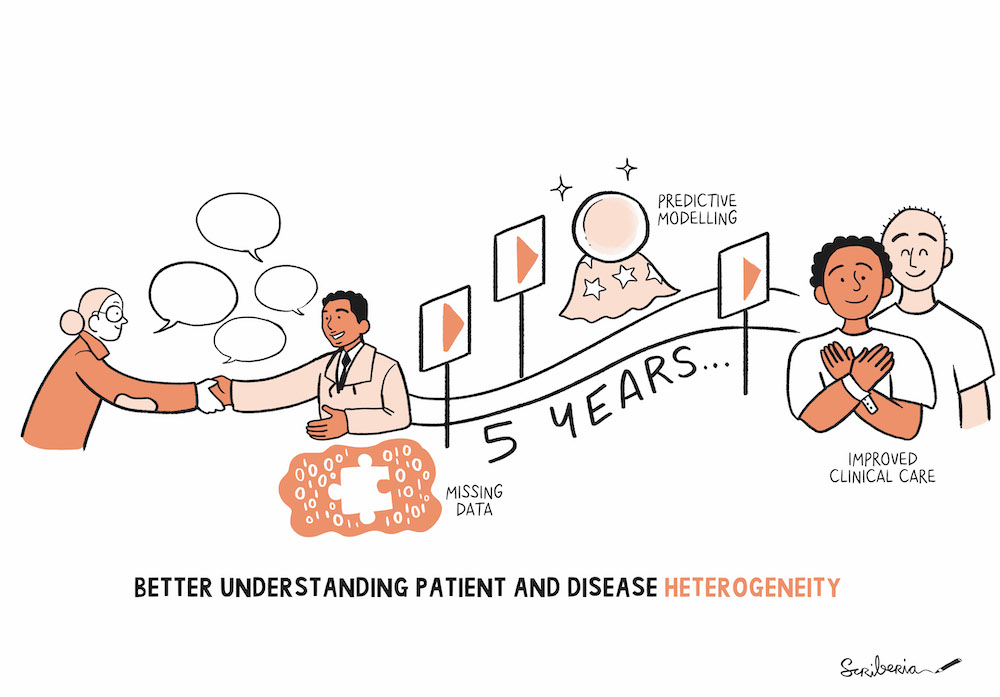 PREDICTIVE
MODELLING
5 YEARS...
MISSING
DATA
IMPROVED
CLINICAL CARE
BETTER UNDERSTANDING PATIENT AND DISEASE HETEROGENEITY
Scriberia